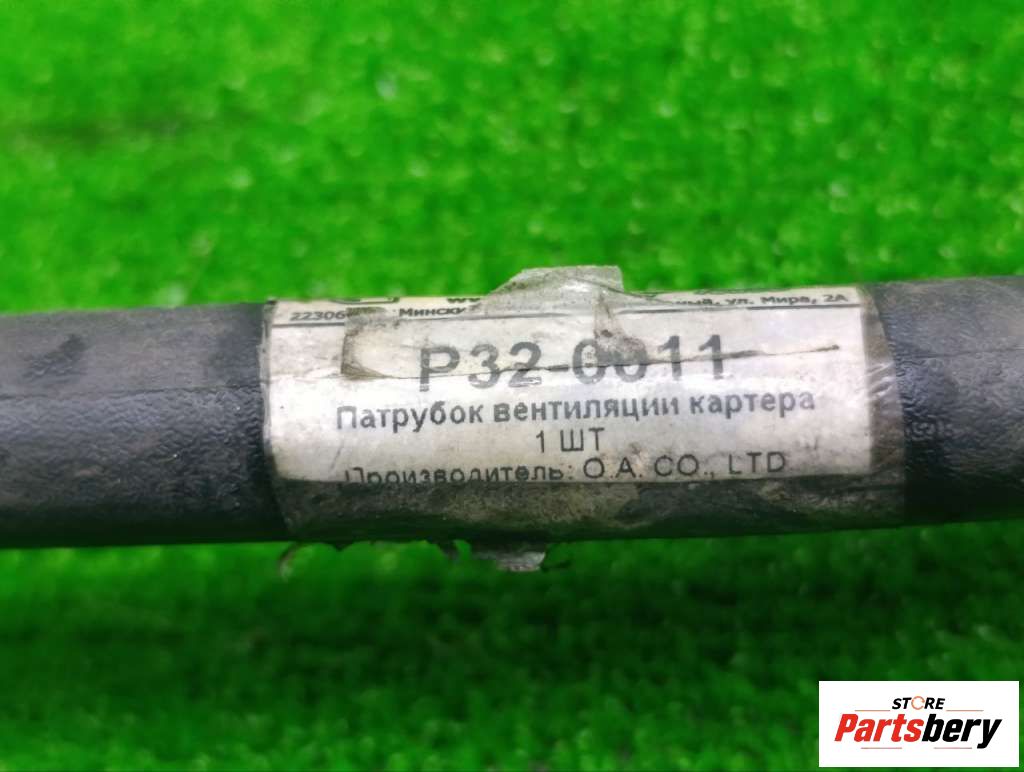 ул. Мира, 2А
P32-0011
Патрубок вентиляции картера
1 ШТ
Производитель: O.A. CO., LTD
STORE
Partsbery